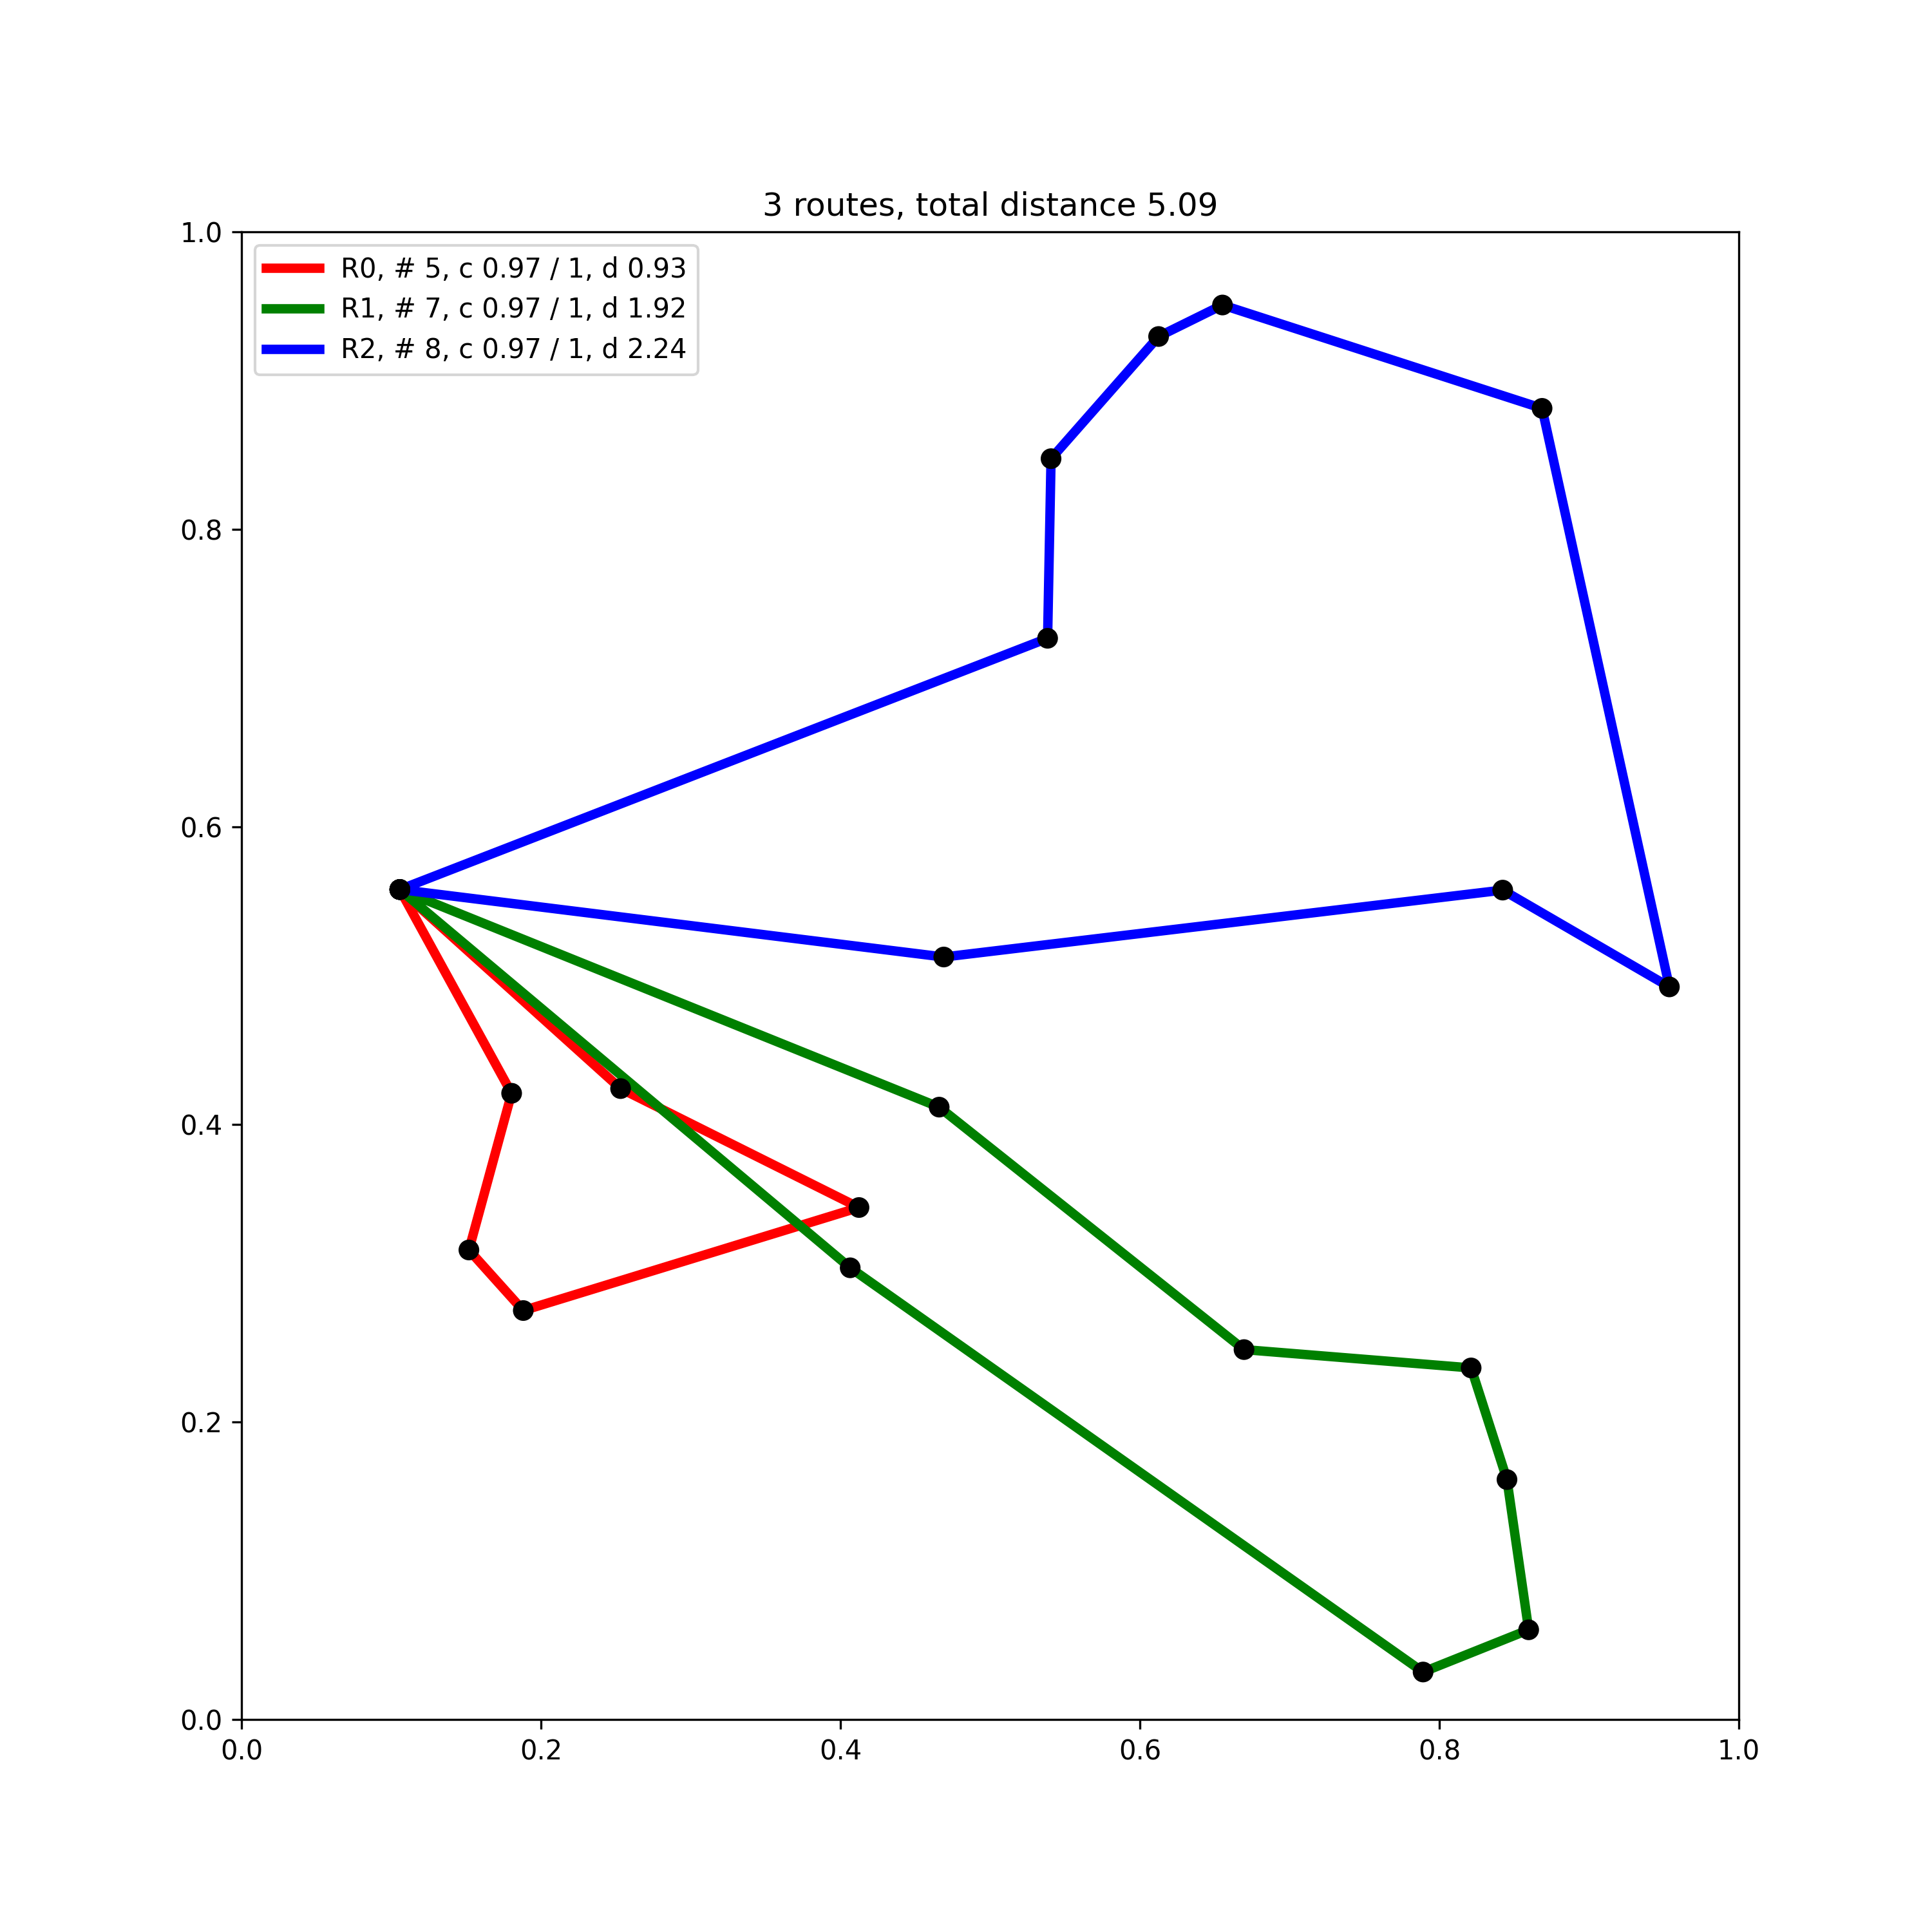 3 routes, total distance 5.09
1.0
R0, # 5, c 0.97 / 1, d 0.93
R1, # 7, c 0.97 / 1, d 1.92
R2, # 8, c 0.97 / 1, d 2.24
0.8
0.6
0.4
0.2
0.0
0.0 0.2 0.4 0.6 0.8 1.0